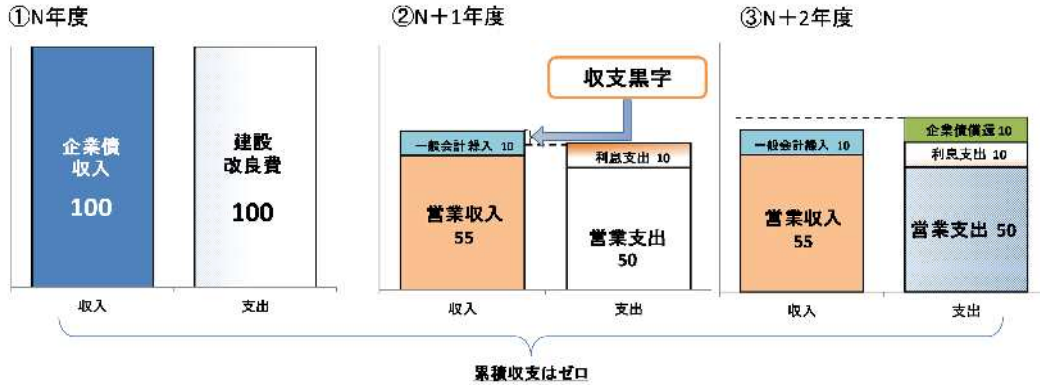 ①N年度
企業債
収入
100
建設
改良費
100
収入
支出
②N＋1年度
収支黒字
一般会計繰入 10
営業収入
55
利息支出 10
営業支出
50
収入
支出
③N＋2年度
一般会計繰入 10
営業収入
55
企業債償還 10
利息支出 10
営業支出 50
収入
支出
累積収支はゼロ